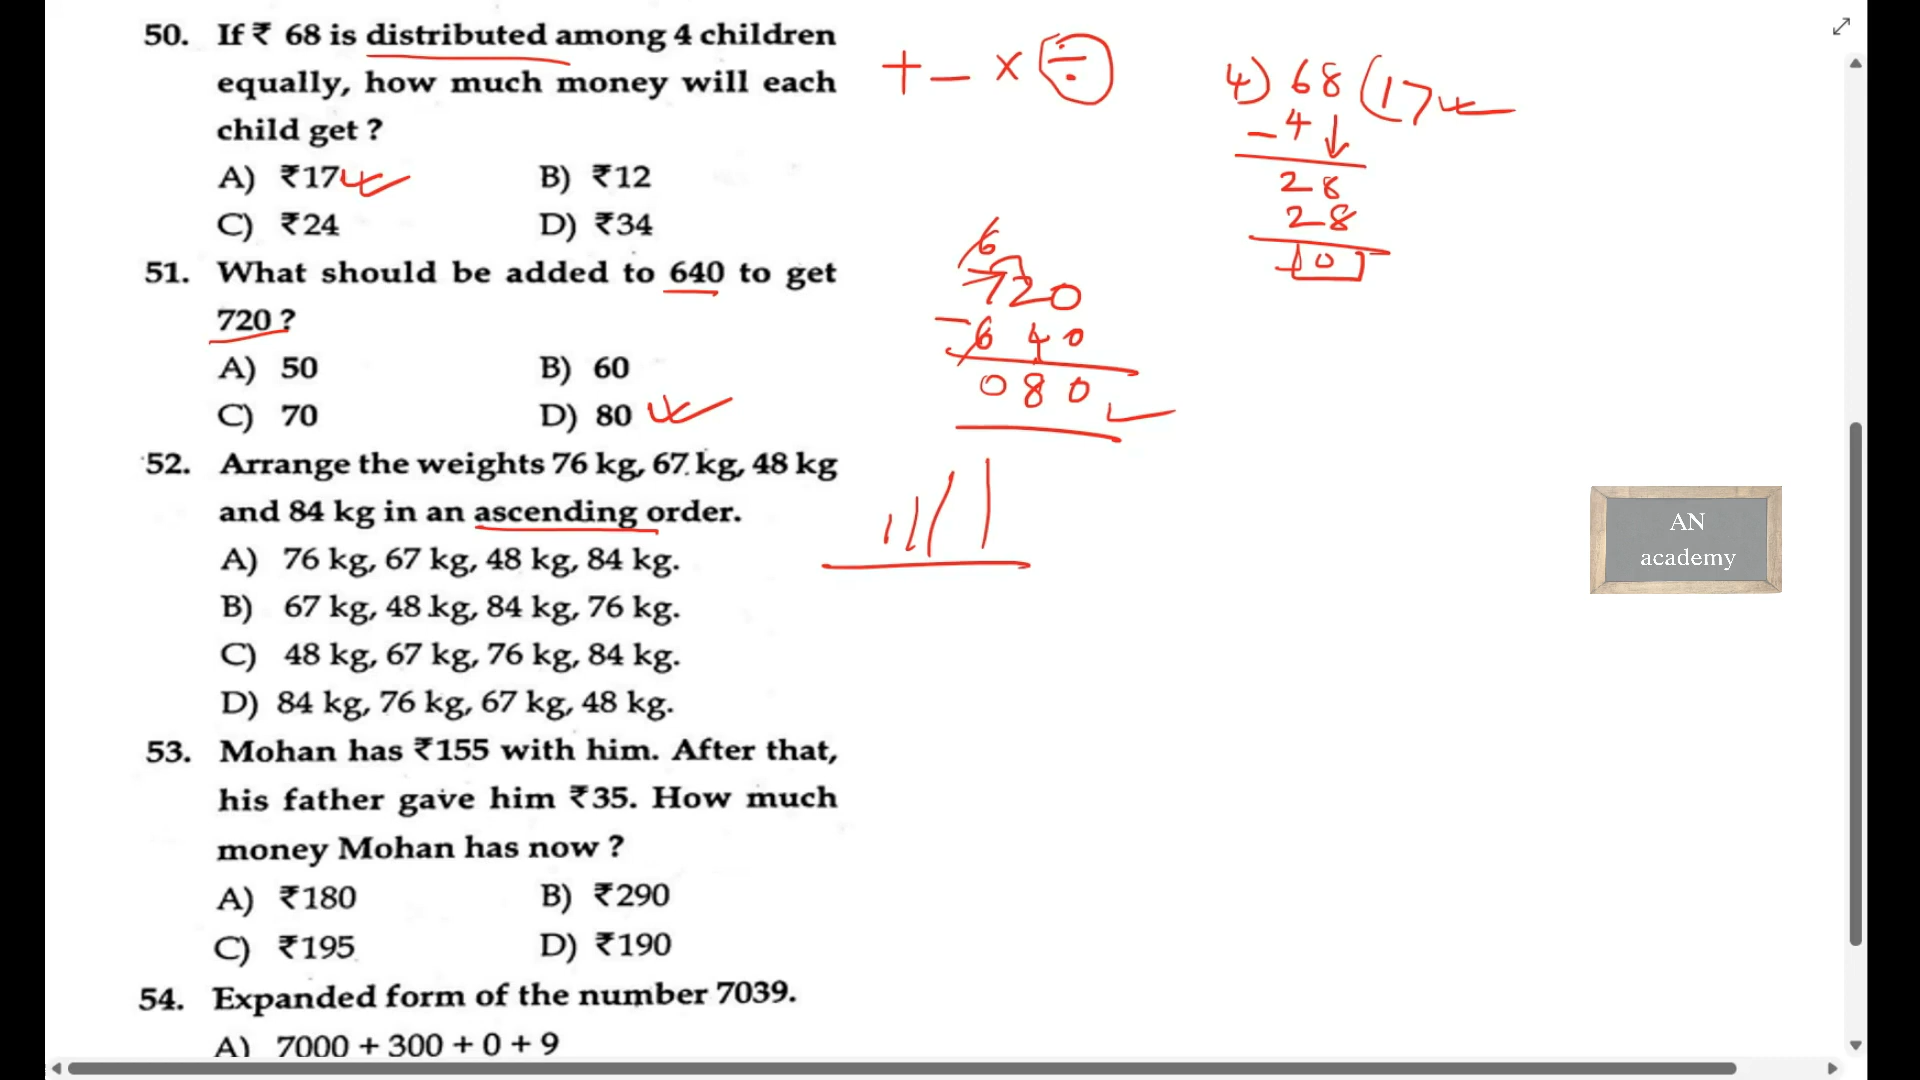 50. If ₹ 68 is distributed among 4 children
equally, how much money will each
child get ?
A) ₹17
B) ₹12
C) ₹24
D) ₹34
51. What should be added to 640 to get
720 ?
A) 50
B) 60
C) 70
D) 80
52. Arrange the weights 76 kg, 67 kg, 48 kg
and 84 kg in an ascending order.
A) 76 kg, 67 kg, 48 kg, 84 kg.
B) 67 kg, 48 kg, 84 kg, 76 kg.
C) 48 kg, 67 kg, 76 kg, 84 kg.
D) 84 kg, 76 kg, 67 kg, 48 kg.
53. Mohan has ₹155 with him. After that,
his father gave him ₹35. How much
money Mohan has now ?
A) ₹180
B) ₹290
C) ₹195
D) ₹190
54. Expanded form of the number 7039.
A) 7000 + 300 + 0 + 9
+ − × ÷
4) 68 (17
− 4
28
28
0
6
720
− 640
080
AN
academy